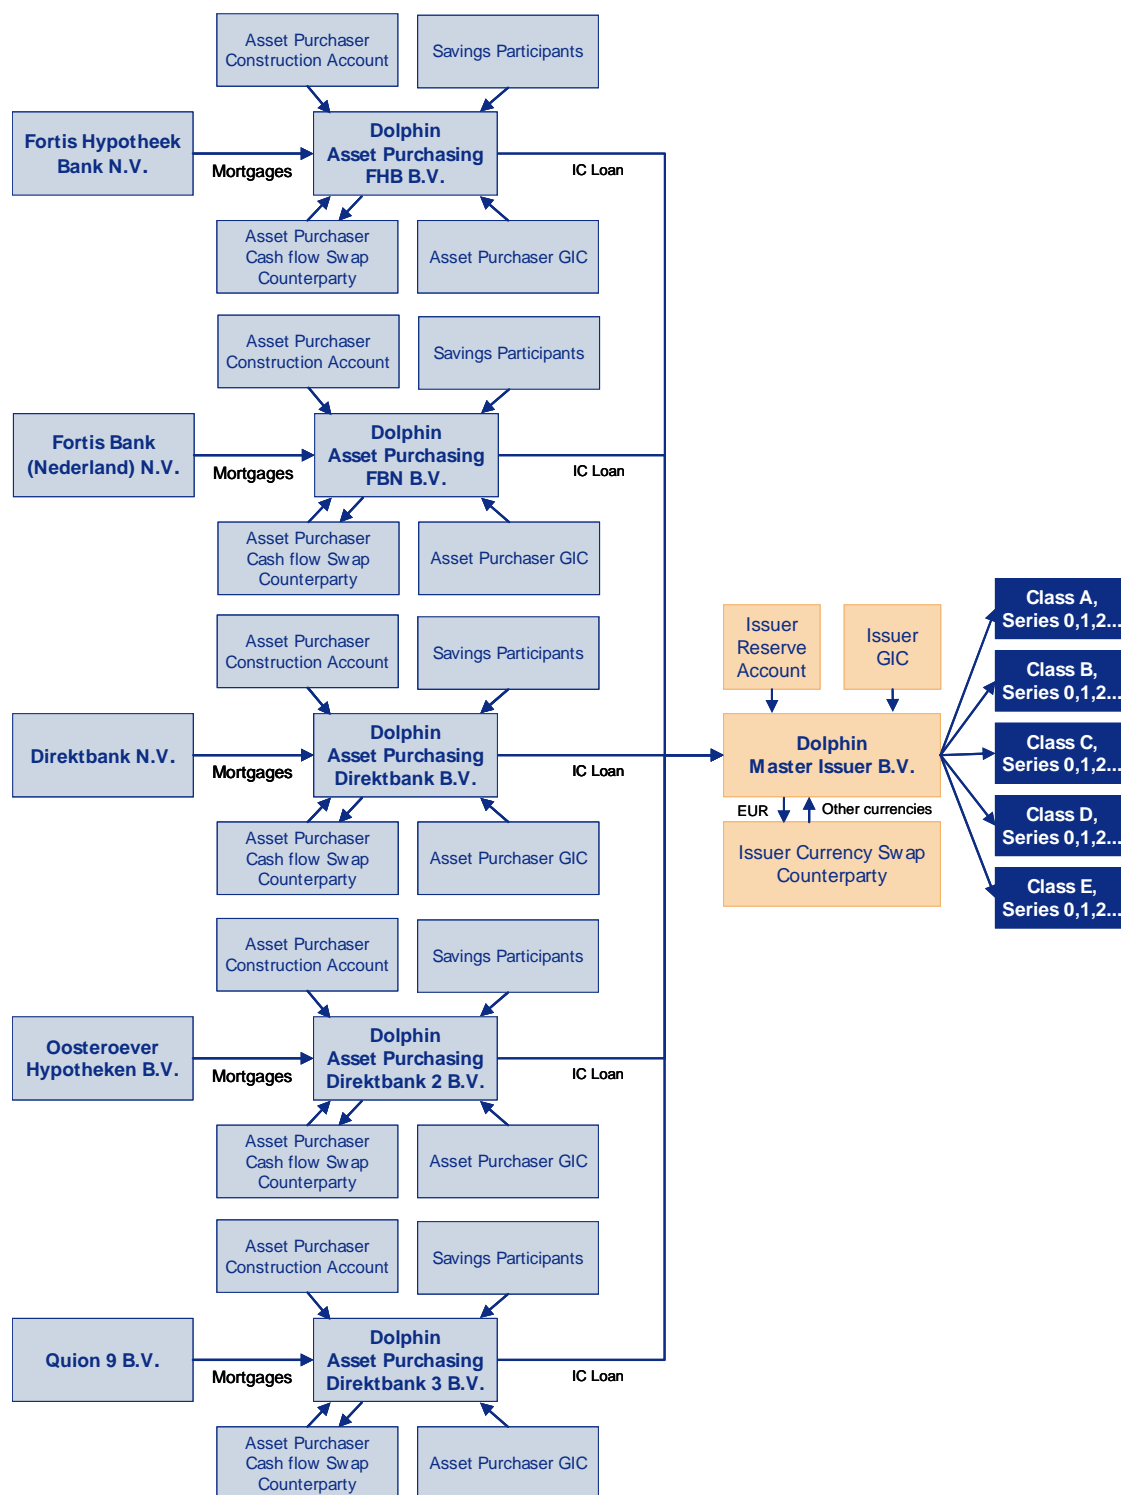 Asset Purchaser
Construction Account
Savings Participants
Fortis Hypotheek
Bank N.V.
Mortgages
Dolphin
Asset Purchasing
FHB B.V.
IC Loan
Asset Purchaser
Cash flow Swap
Counterparty
Asset Purchaser GIC
Asset Purchaser
Construction Account
Savings Participants
Fortis Bank
(Nederland) N.V.
Mortgages
Dolphin
Asset Purchasing
FBN B.V.
IC Loan
Asset Purchaser
Cash flow Swap
Counterparty
Asset Purchaser GIC
Asset Purchaser
Construction Account
Savings Participants
Direktbank N.V.
Mortgages
Dolphin
Asset Purchasing
Direktbank B.V.
IC Loan
Asset Purchaser
Cash flow Swap
Counterparty
Asset Purchaser GIC
Asset Purchaser
Construction Account
Savings Participants
Oosteroever
Hypotheken B.V.
Mortgages
Dolphin
Asset Purchasing
Direktbank 2 B.V.
IC Loan
Asset Purchaser
Cash flow Swap
Counterparty
Asset Purchaser GIC
Asset Purchaser
Construction Account
Savings Participants
Quion 9 B.V.
Mortgages
Dolphin
Asset Purchasing
Direktbank 3 B.V.
IC Loan
Asset Purchaser
Cash flow Swap
Counterparty
Asset Purchaser GIC
Issuer
Reserve
Account
Issuer
GIC
Dolphin
Master Issuer B.V.
EUR
Other currencies
Issuer Currency Swap
Counterparty
Class A,
Series 0,1,2...
Class B,
Series 0,1,2...
Class C,
Series 0,1,2...
Class D,
Series 0,1,2...
Class E,
Series 0,1,2...